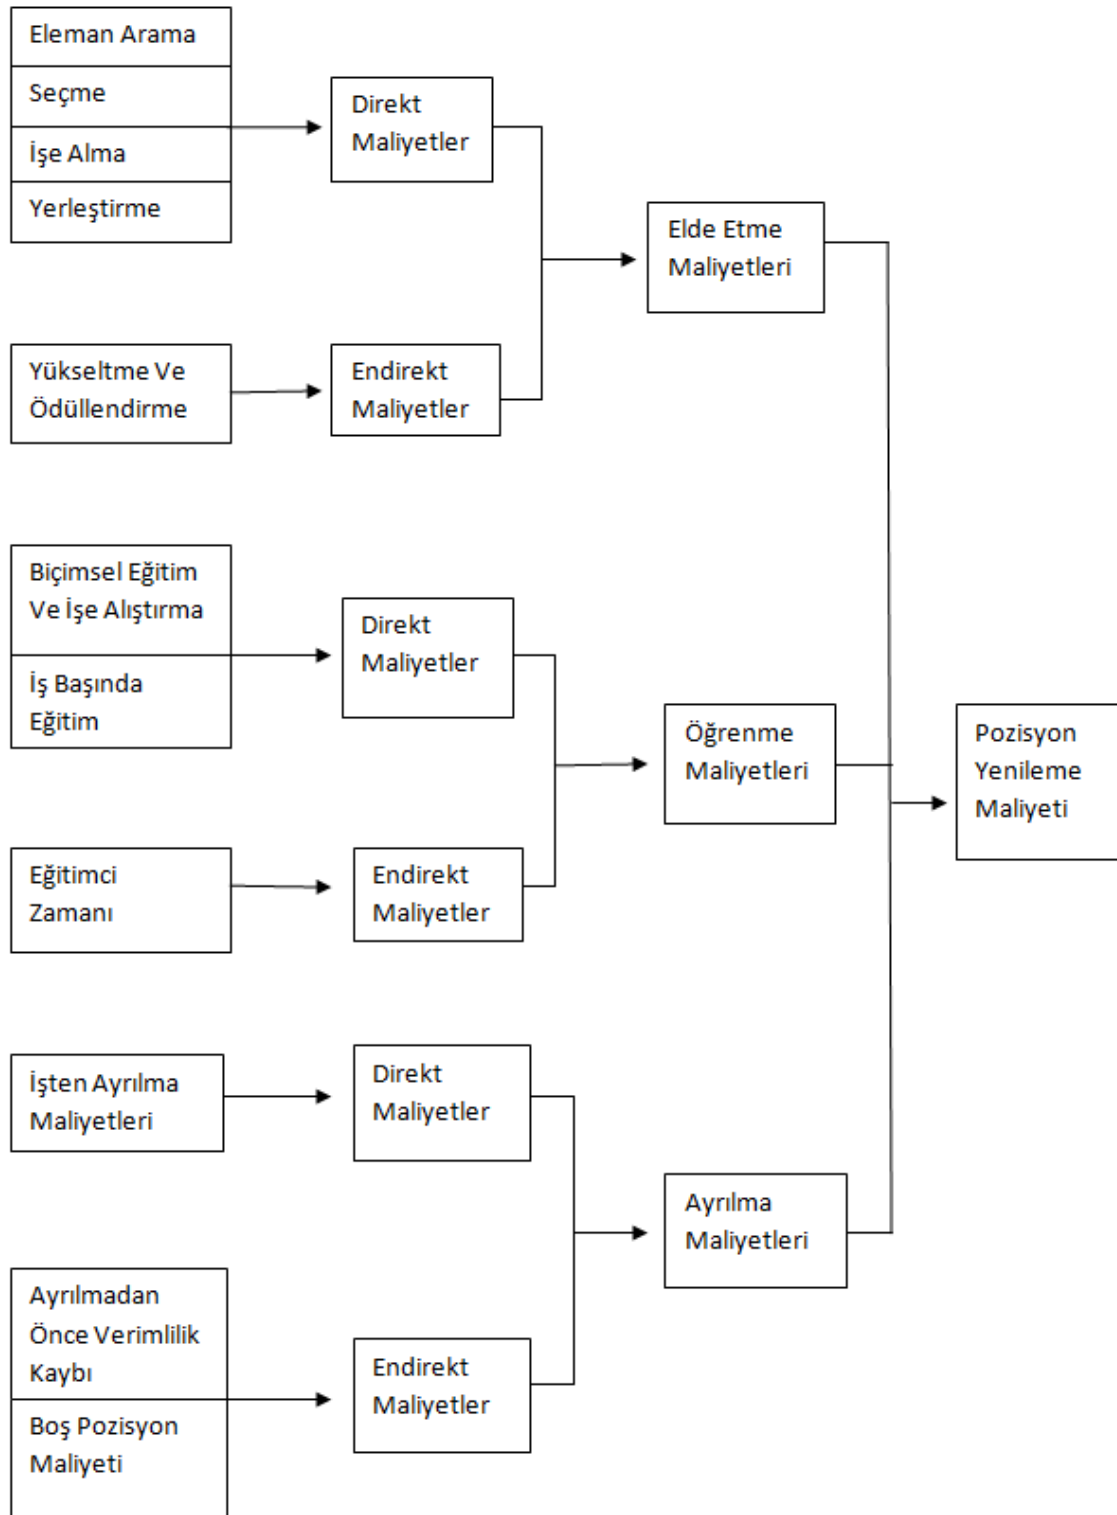 Eleman Arama
Seçme
İşe Alma
Yerleştirme
Direkt
Maliyetler
Yükseltme Ve
Ödüllendirme
Endirekt
Maliyetler
Elde Etme
Maliyetleri
Biçimsel Eğitim
Ve İşe Alıştırma
İş Başında
Eğitim
Direkt
Maliyetler
Eğitimci
Zamanı
Endirekt
Maliyetler
Öğrenme
Maliyetleri
İşten Ayrılma
Maliyetleri
Direkt
Maliyetler
Ayrılmadan
Önce Verimlilik
Kaybı
Boş Pozisyon
Maliyeti
Endirekt
Maliyetler
Ayrılma
Maliyetleri
Pozisyon
Yenileme
Maliyeti